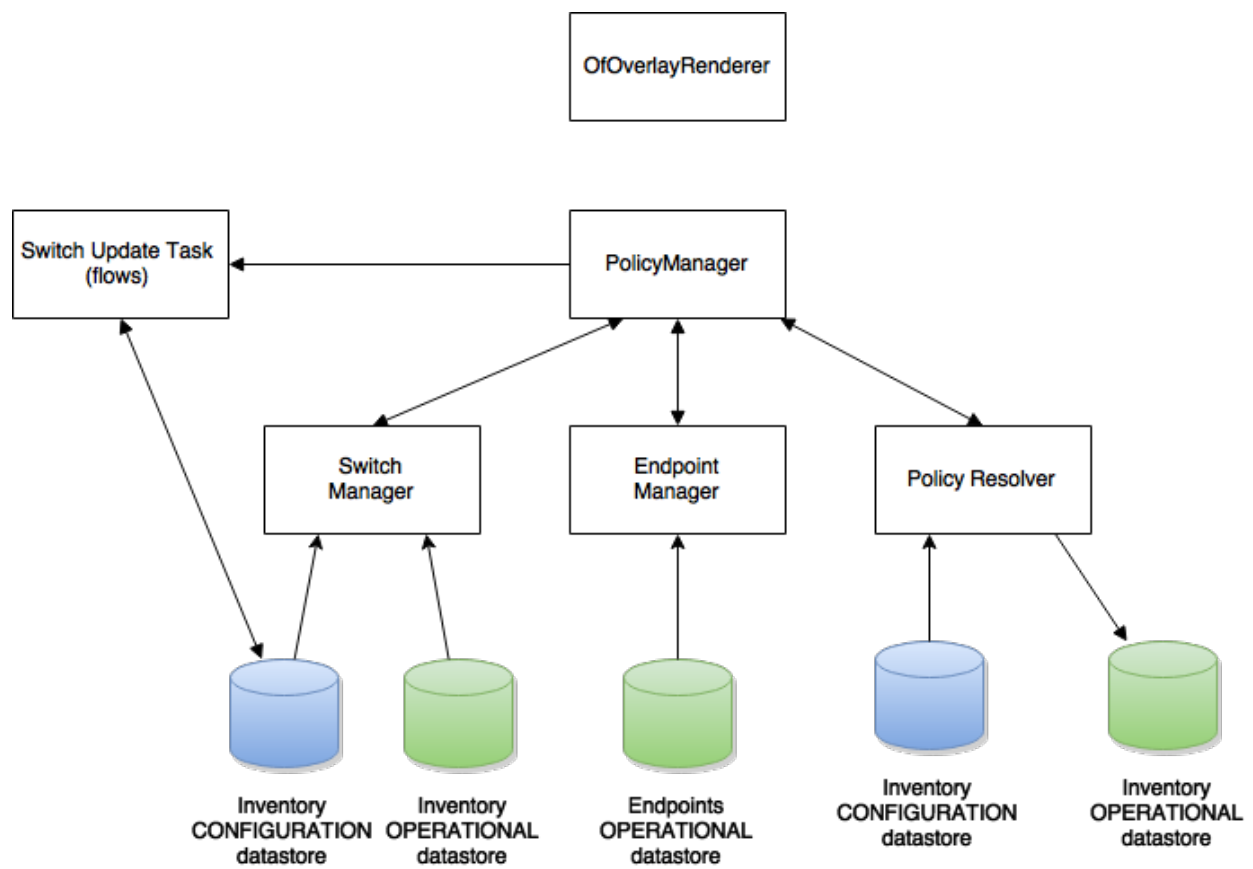 OfOverlayRenderer
Switch Update Task
(flows)
PolicyManager
Switch
Manager
Endpoint
Manager
Policy Resolver
Inventory
CONFIGURATION
datastore
Inventory
OPERATIONAL
datastore
Endpoints
OPERATIONAL
datastore
Inventory
CONFIGURATION
datastore
Inventory
OPERATIONAL
datastore